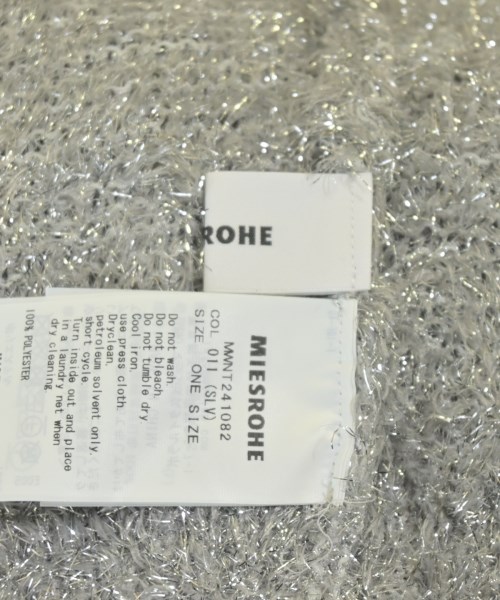 ROHE
MIESROHE
MWNT241082
COL 011 (SLV)
SIZE ONE SIZE
Do not wash.
Do not bleach.
Do not tumble dry
Cool iron.
use press cloth.
Dryclean.
petroleum solvent only.
short cycle.
Turn inside out and place
in a laundry net when
dry cleaning.
100% POLYESTER